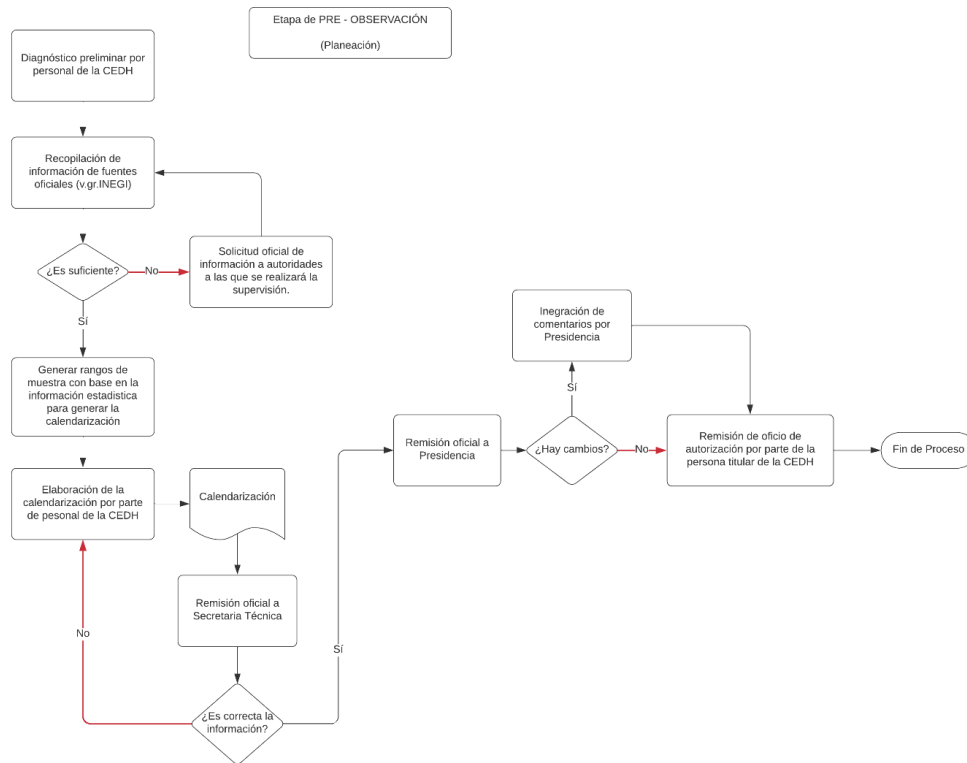 Etapa de PRE - OBSERVACIÓN
(Planeación)
Diagnóstico preliminar por
personal de la CEDH
Recopilación de
información de fuentes
oficiales (v.gr.INEGI)
¿Es suficiente?
No
Solicitud oficial de
información a autoridades
a las que se realizará la
supervisión.
Sí
Generar rangos de
muestra con base en la
información estadistica
para generar la
calendarización
Elaboración de la
calendarización por parte
de pesonal de la CEDH
Calendarización
Remisión oficial a
Secretaria Técnica
¿Es correcta la
información?
No
Sí
Remisión oficial a
Presidencia
¿Hay cambios?
Sí
Inegración de
comentarios por
Presidencia
No
Remisión de oficio de
autorización por parte de la
persona titular de la CEDH
Fin de Proceso